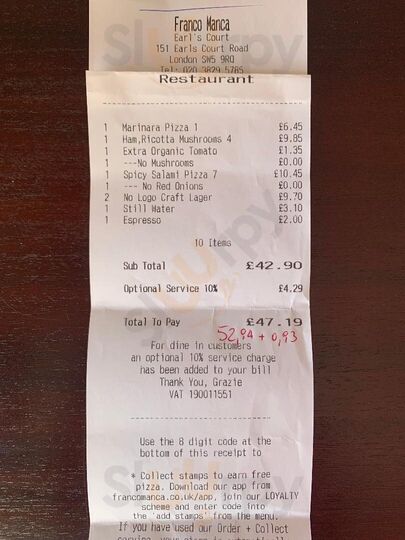 Franco Manca
Earl's Court
151 Earls Court Road
London SW5 9RQ
Tel: 020 3829 5785
Restaurant
1 Marinara Pizza 1 £6.45
1 Ham,Ricotta Mushrooms 4 £9.85
1 Extra Organic Tomato £1.35
1 ---No Mushrooms £0.00
1 Spicy Salami Pizza 7 £10.45
1 --- No Red Onions £0.00
2 No Logo Craft Lager £9.70
1 Still Water £3.10
1 Espresso £2.00
10 Items
Sub Total £42.90
Optional Service 10% £4.29
Total To Pay £47.19
52,94 + 0,93
For dine in customers
an optional 10% service charge
has been added to your bill
Thank You, Grazie
VAT 190011551
Use the 8 digit code at the
bottom of this receipt to
* Collect stamps to earn free
pizza. Download our app from
francomanca.co.uk/app, join our LOYALTY
scheme and enter code into
the 'add stamps' from the menu.
If you have used our Order + Collect